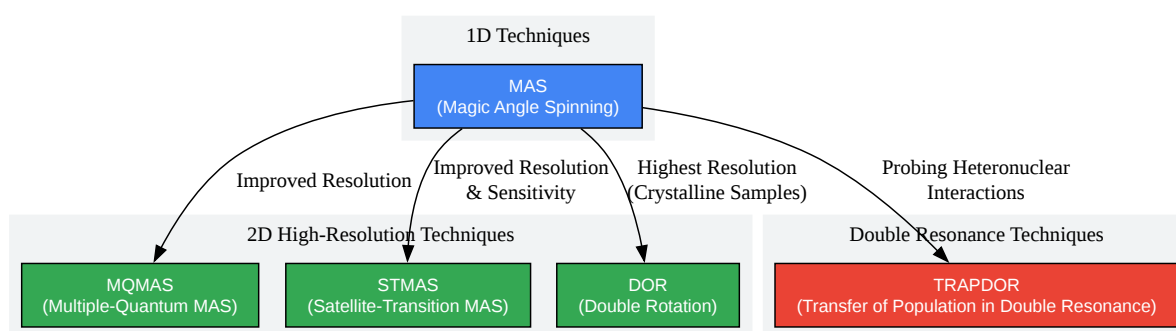 1D Techniques
MAS
(Magic Angle Spinning)
Improved Resolution
Improved Resolution
& Sensitivity
Highest Resolution
(Crystalline Samples)
Probing Heteronuclear
Interactions
2D High-Resolution Techniques
Double Resonance Techniques
MQMAS
(Multiple-Quantum MAS)
STMAS
(Satellite-Transition MAS)
DOR
(Double Rotation)
TRAPDOR
(Transfer of Population in Double Resonance)